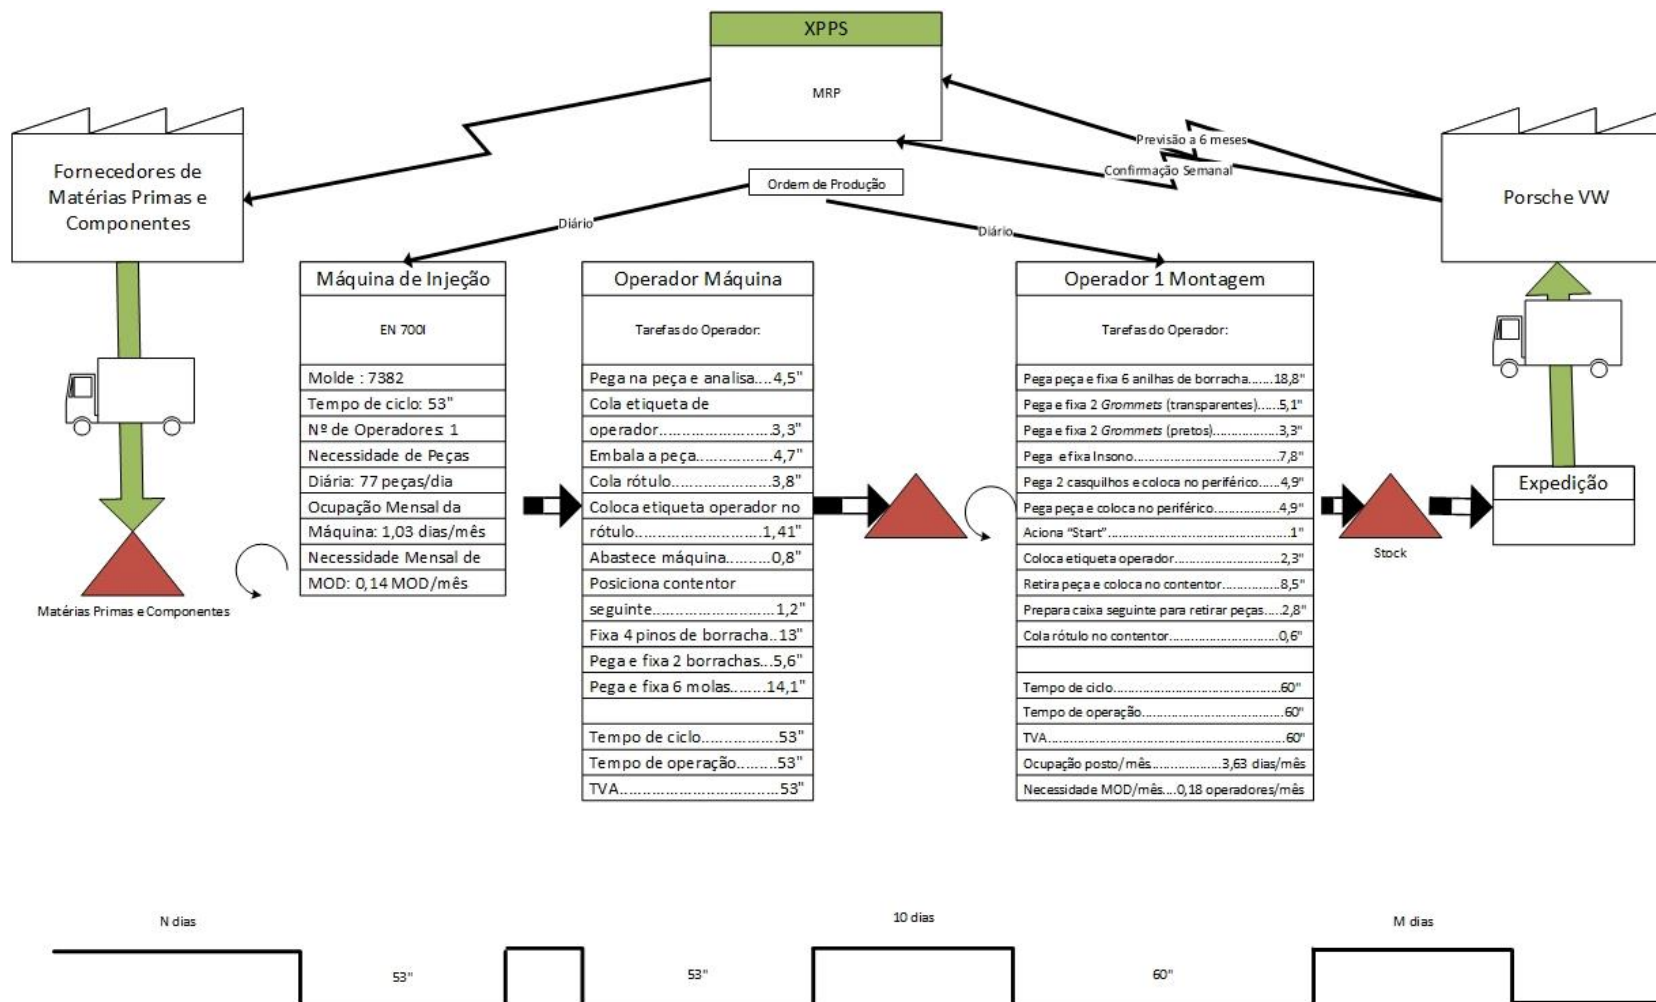 XPPS
MRP
Fornecedores de
Matérias Primas e
Componentes
Previsão a 6 meses
Confirmação Semanal
Porsche VW
Ordem de Produção
Diário
Diário
Máquina de Injeção
EN 700I
Molde : 7382
Tempo de ciclo: 53"
Nº de Operadores: 1
Necessidade de Peças
Diária: 77 peças/dia
Ocupação Mensal da
Máquina: 1,03 dias/mês
Necessidade Mensal de
MOD: 0,14 MOD/mês
Operador Máquina
Tarefas do Operador:
Pega na peça e analisa....4,5"
Cola etiqueta de
operador......................3,3"
Embala a peça...............4,7"
Cola rótulo....................3,8"
Coloca etiqueta operador no
rótulo.........................1,41"
Abastece máquina..........0,8"
Posiciona contentor
seguinte........................1,2"
Fixa 4 pinos de borracha..13"
Pega e fixa 2 borrachas...5,6"
Pega e fixa 6 molas.......14,1"
Tempo de ciclo................53"
Tempo de operação.........53"
TVA................................53"
Operador 1 Montagem
Tarefas do Operador:
Pega peça e fixa 6 anilhas de borracha.......18,8"
Pega e fixa 2 Grommets (transparentes)......5,1"
Pega e fixa 2 Grommets (pretos)................3,3"
Pega e fixa Insono...................................7,8"
Pega 2 casquilhos e coloca no periférico.....4,9"
Pega peça e coloca no periférico...............4,9"
Aciona “Start”............................................1"
Coloca etiqueta operador.........................2,3"
Retira peça e coloca no contentor..............8,5"
Prepara caixa seguinte para retirar peças....2,8"
Cola rótulo no contentor..........................0,6"
Tempo de ciclo.........................................60"
Tempo de operação...................................60"
TVA.........................................................60"
Ocupação posto/mês.................3,63 dias/mês
Necessidade MOD/mês....0,18 operadores/mês
Matérias Primas e Componentes
Stock
Expedição
N dias
10 dias
M dias
53"
53"
60"